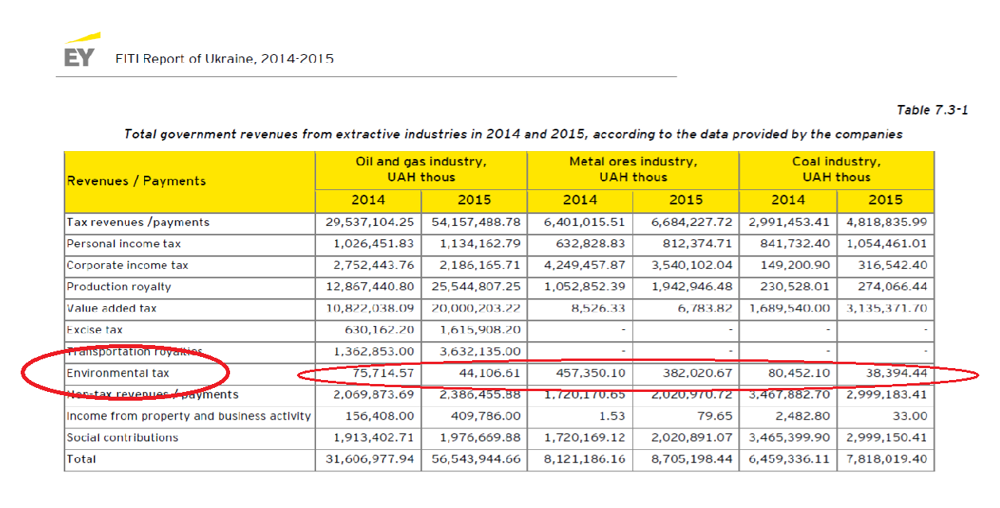 EY EITI Report of Ukraine, 2014-2015
Table 7.3-1
Total government revenues from extractive industries in 2014 and 2015, according to the data provided by the companies
Revenues / Payments Oil and gas industry, UAH thous Metal ores industry, UAH thous Coal industry, UAH thous
2014 2015 2014 2015 2014 2015
Tax revenues /payments 29,537,104.25 54,157,488.78 6,401,015.51 6,684,227.72 2,991,453.41 4,818,835.99
Personal income tax 1,026,451.83 1,134,162.79 632,828.83 812,374.71 841,732.40 1,054,461.01
Corporate income tax 2,752,443.76 2,186,165.71 4,249,457.87 3,540,102.04 149,200.90 316,542.40
Production royalty 12,867,440.80 25,544,807.25 1,052,852.39 1,942,946.48 230,528.01 274,066.44
Value added tax 10,822,038.09 20,000,203.22 8,526.33 6,783.82 1,689,540.00 3,135,371.70
Excise tax 630,162.20 1,615,908.20 - - - -
Transportation royalties 1,362,853.00 3,632,135.00 - - - -
Environmental tax 75,714.57 44,106.61 457,350.10 382,020.67 80,452.10 38,394.44
Non-tax revenues / payments 2,069,873.69 2,386,455.88 1,720,170.65 2,020,970.72 3,467,882.70 2,999,183.41
Income from property and business activity 156,408.00 409,786.00 1.53 79.65 2,482.80 33.00
Social contributions 1,913,402.71 1,976,669.88 1,720,169.12 2,020,891.07 3,465,399.90 2,999,150.41
Total 31,606,977.94 56,543,944.66 8,121,186.16 8,705,198.44 6,459,336.11 7,818,019.40